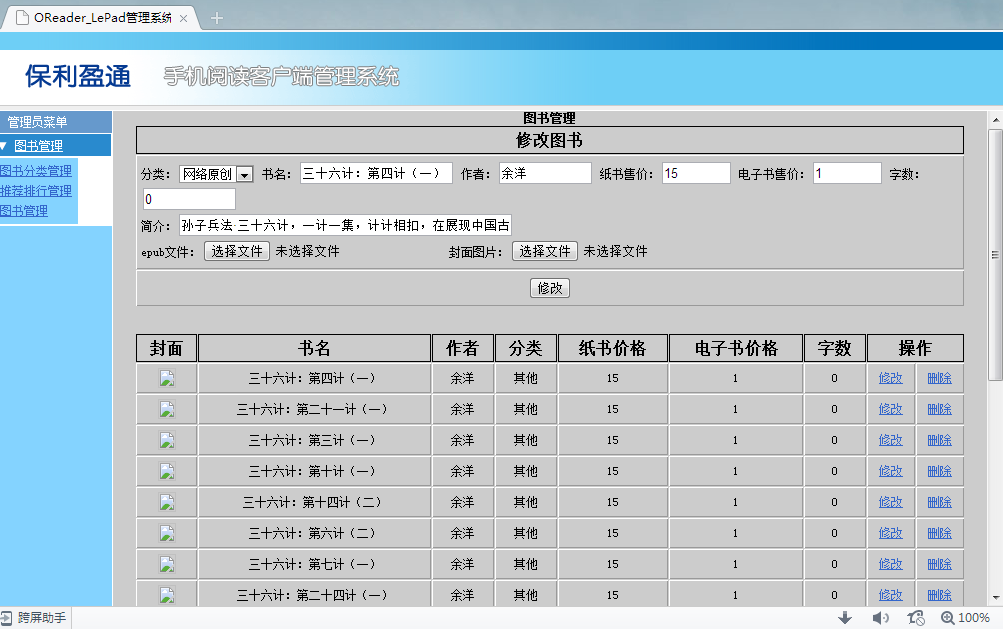 OReader_LePad管理系统
保利盈通 手机阅读客户端管理系统
管理员菜单
图书管理
图书分类管理
推荐排行管理
图书管理
图书管理
修改图书
分类： 网络原创 书名： 三十六计：第四计（一） 作者： 余洋 纸书售价： 15 电子书售价： 1 字数：
0
简介： 孙子兵法·三十六计，一计一集，计计相扣，在展现中国古
epub文件： 选择文件 未选择文件 封面图片： 选择文件 未选择文件
修改
封面 书名 作者 分类 纸书价格 电子书价格 字数 操作
三十六计：第四计（一） 余洋 其他 15 1 0 修改 删除
三十六计：第二十一计（一） 余洋 其他 15 1 0 修改 删除
三十六计：第三计（一） 余洋 其他 15 1 0 修改 删除
三十六计：第十计（一） 余洋 其他 15 1 0 修改 删除
三十六计：第十四计（二） 余洋 其他 15 1 0 修改 删除
三十六计：第六计（二） 余洋 其他 15 1 0 修改 删除
三十六计：第七计（一） 余洋 其他 15 1 0 修改 删除
三十六计：第二十四计（一） 余洋 其他 15 1 0 修改 删除
跨屏助手 100%